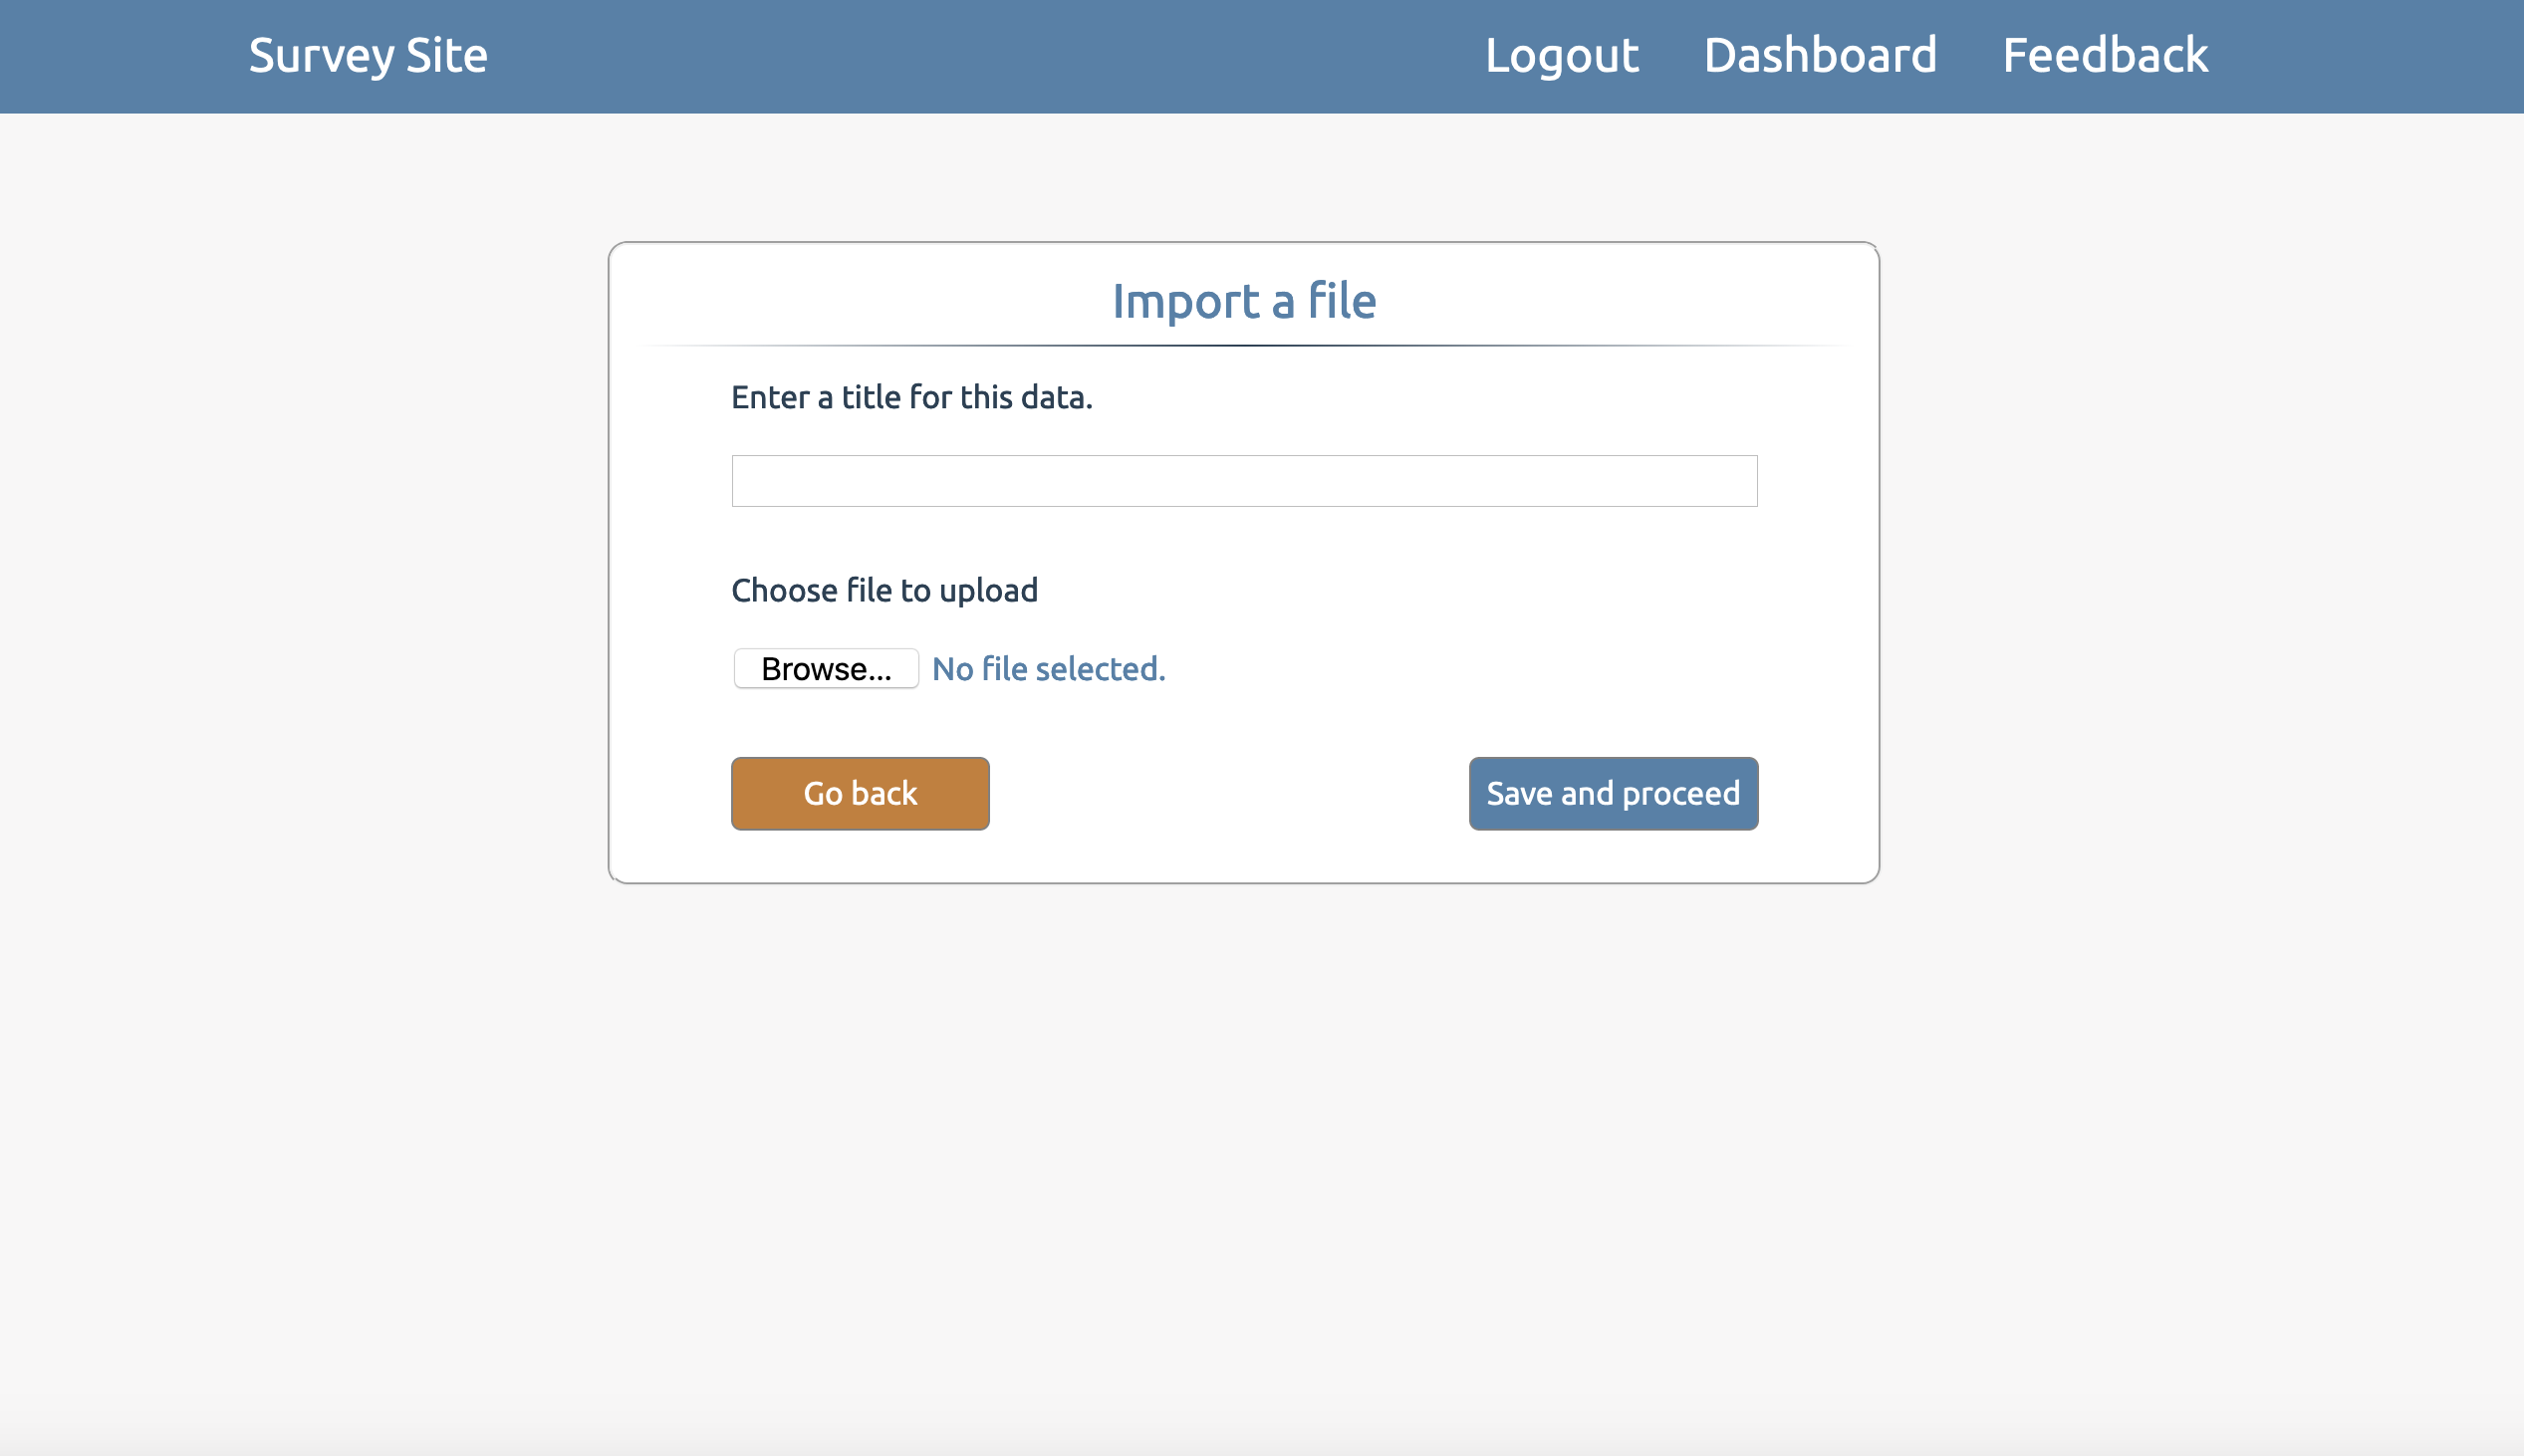 Survey Site Logout Dashboard Feedback
Import a file
Enter a title for this data.
Choose file to upload
Browse... No file selected.
Go back Save and proceed